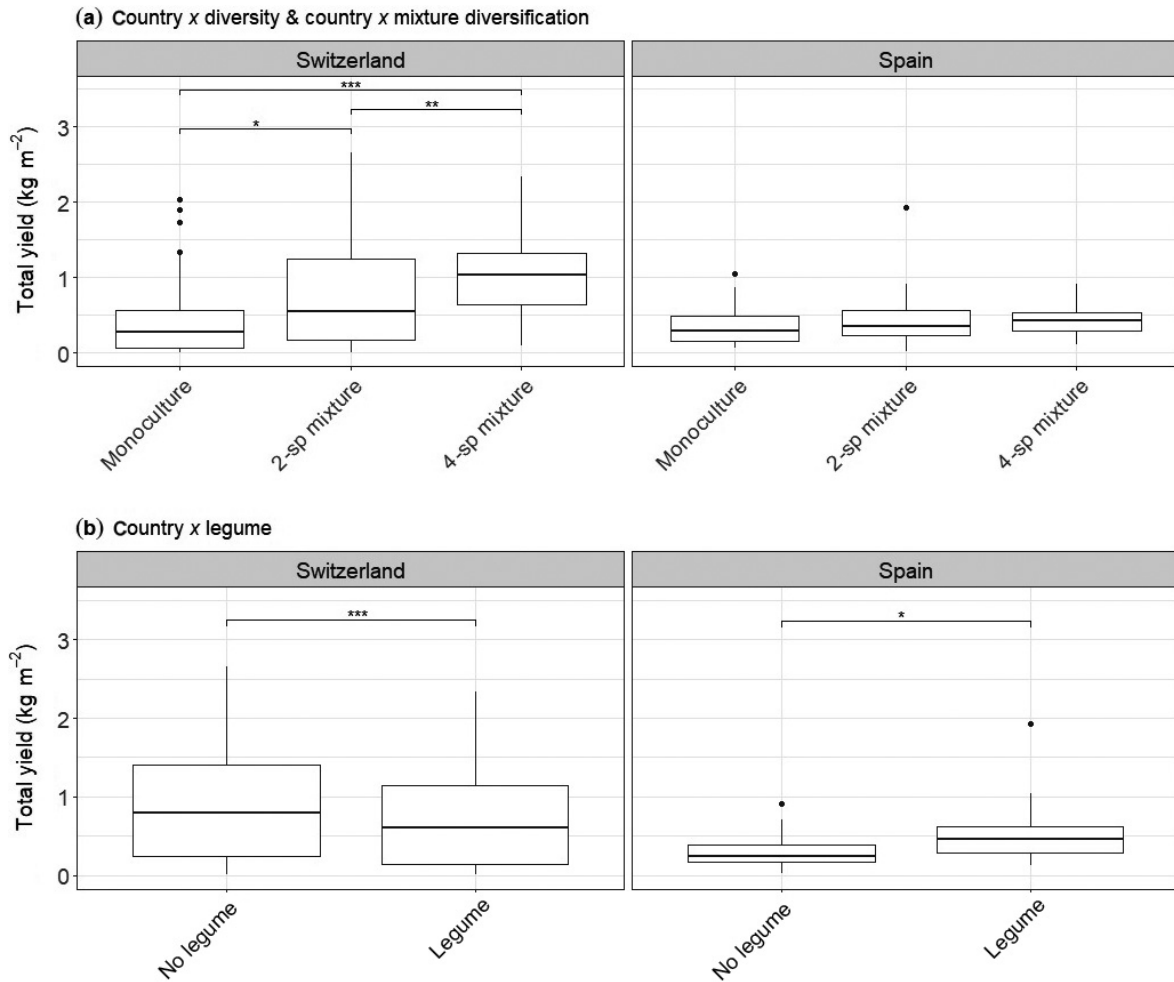 (a) Country x diversity & country x mixture diversification
Switzerland
Spain
Total yield (kg m⁻²)
3
2
1
0
***
**
*
Monoculture
2-sp mixture
4-sp mixture
Monoculture
2-sp mixture
4-sp mixture
(b) Country x legume
Switzerland
Spain
Total yield (kg m⁻²)
3
2
1
0
***
*
No legume
Legume
No legume
Legume